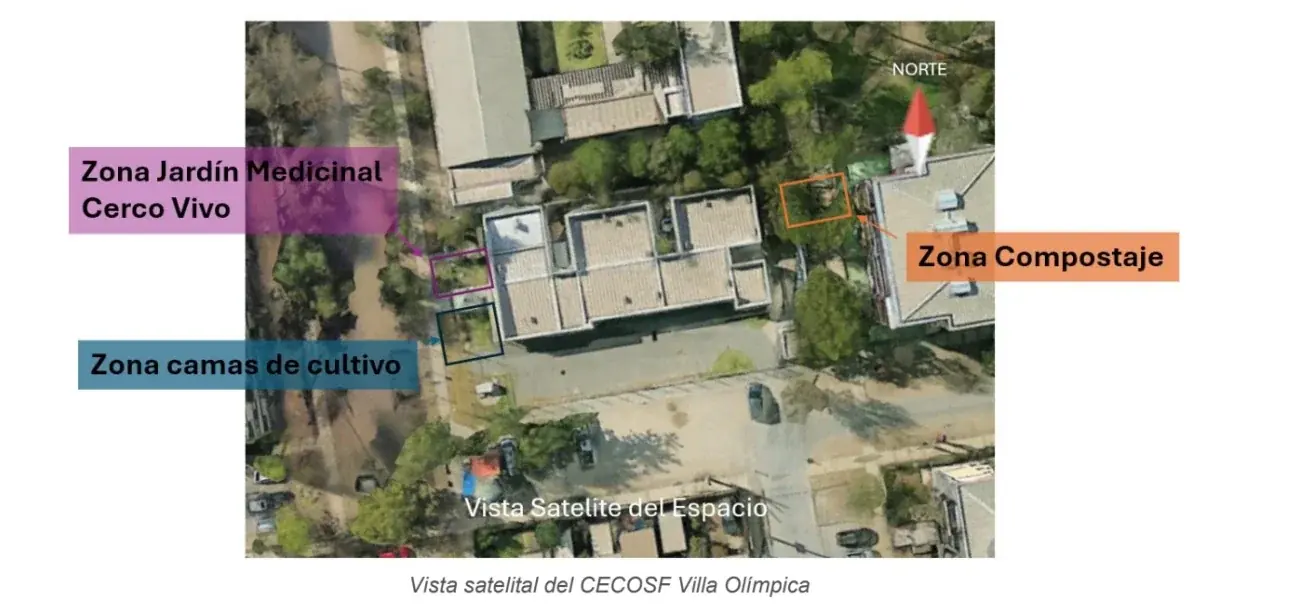 NORTE
Zona Jardín Medicinal
Cerco Vivo
Zona Compostaje
Zona camas de cultivo
Vista Satelite del Espacio
Vista satelital del CECOSF Villa Olímpica